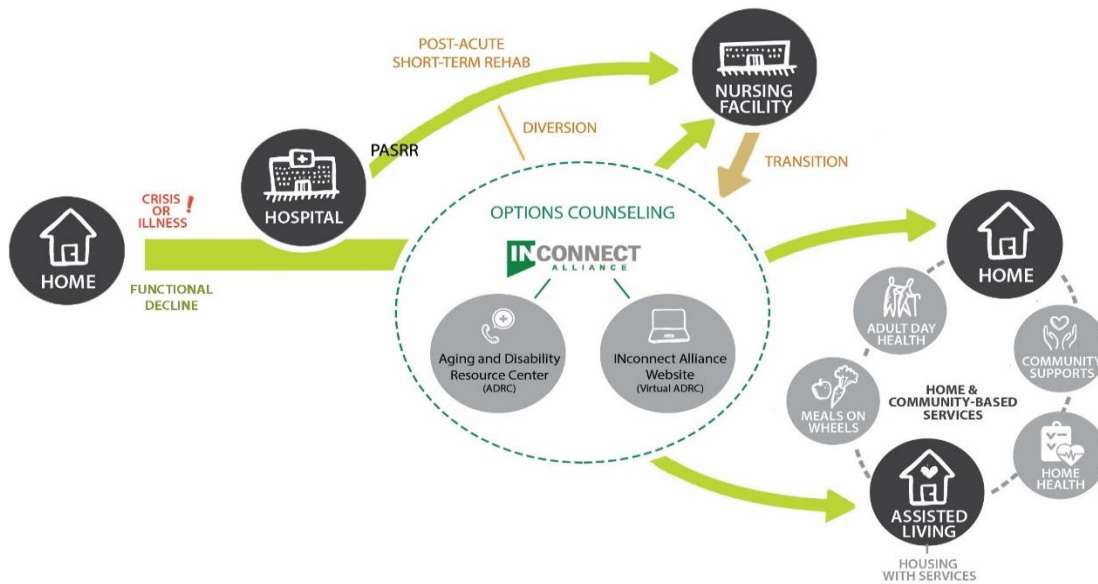 POST-ACUTE
SHORT-TERM REHAB
NURSING
FACILITY
DIVERSION
PASRR
TRANSITION
CRISIS
OR
ILLNESS
!
HOSPITAL
HOME
FUNCTIONAL
DECLINE
OPTIONS COUNSELING
INCONNECT
ALLIANCE
Aging and Disability
Resource Center
(ADRC)
INconnect Alliance
Website
(Virtual ADRC)
HOME
ADULT DAY
HEALTH
COMMUNITY
SUPPORTS
HOME &
COMMUNITY-BASED
SERVICES
MEALS ON
WHEELS
HOME
HEALTH
ASSISTED
LIVING
HOUSING
WITH SERVICES